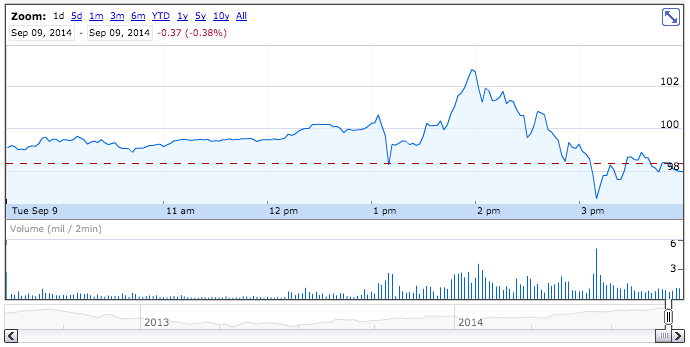 Zoom: 1d 5d 1m 3m 6m YTD 1y 5y 10y All
Sep 09, 2014 - Sep 09, 2014 -0.37 (-0.38%)
102
100
98
Tue Sep 9 11 am 12 pm 1 pm 2 pm 3 pm
Volume (mil / 2min)
6
3
2013 2014